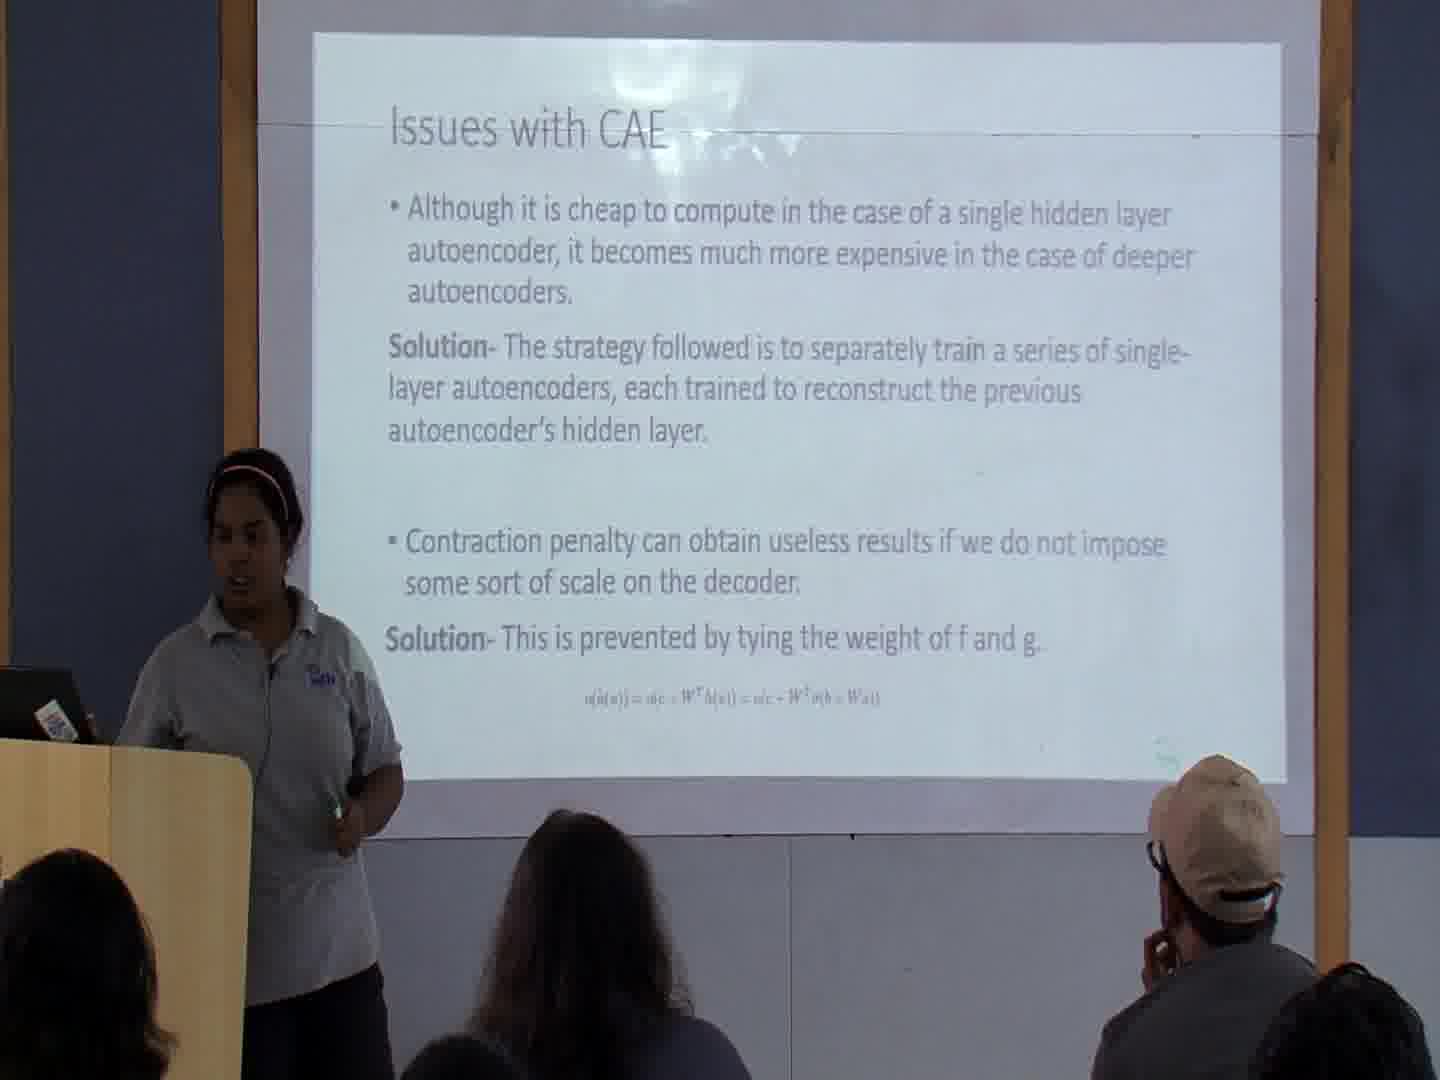 Issues with CAE
• Although it is cheap to compute in the case of a single hidden layer
autoencoder, it becomes much more expensive in the case of deeper
autoencoders.
Solution- The strategy followed is to separately train a series of single-
layer autoencoders, each trained to reconstruct the previous
autoencoder's hidden layer.
• Contraction penalty can obtain useless results if we do not impose
some sort of scale on the decoder.
Solution- This is prevented by tying the weight of f and g.